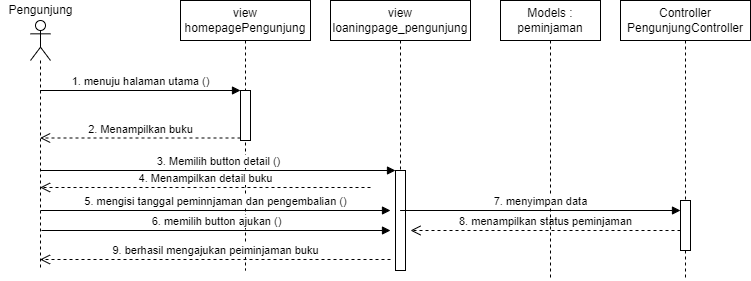 Pengunjung
view
homepagePengunjung
view
loaningpage_pengunjung
Models :
peminjaman
Controller
PengunjungController
1. menuju halaman utama ()
2. Menampilkan buku
3. Memilih button detail ()
4. Menampilkan detail buku
5. mengisi tanggal peminnjaman dan pengembalian ()
7. menyimpan data
6. memilih button ajukan ()
8. menampilkan status peminjaman
9. berhasil mengajukan peiminjaman buku